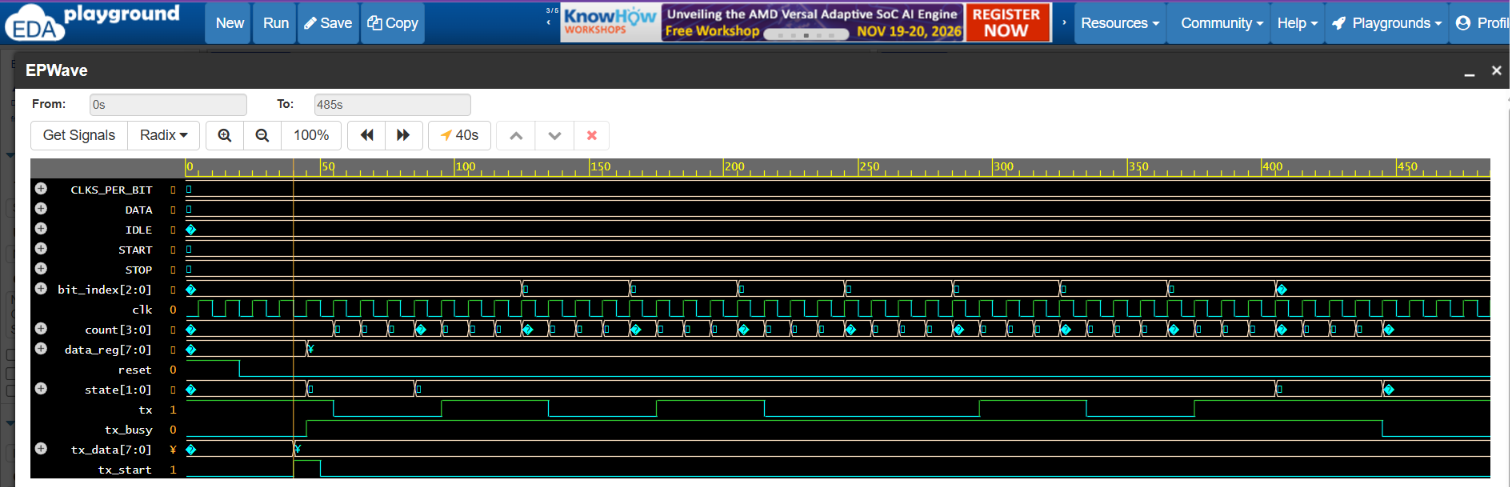 EDA playground
New Run Save Copy
3/5
KnowHow WORKSHOPS
Unveiling the AMD Versal Adaptive SoC AI Engine
Free Workshop NOV 19-20, 2026
REGISTER NOW
Resources Community Help Playgrounds Profil
EPWave
From: 0s To: 485s
Get Signals Radix 100% 40s
0 50 100 150 200 250 300 350 400 450
CLKS_PER_BIT
DATA
IDLE
START
STOP
bit_index[2:0]
clk 0
count[3:0]
data_reg[7:0] ¥
reset 0
state[1:0]
tx 1
tx_busy 0
tx_data[7:0] ¥ ¥
tx_start 1